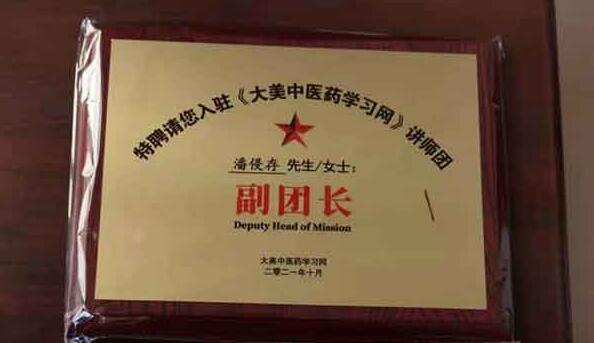 特聘请您入驻《大美中医药学习网》讲师团
潘侵存 先生/女士:
副团长
Deputy Head of Mission
大美中医药学习网
二零二一年十月